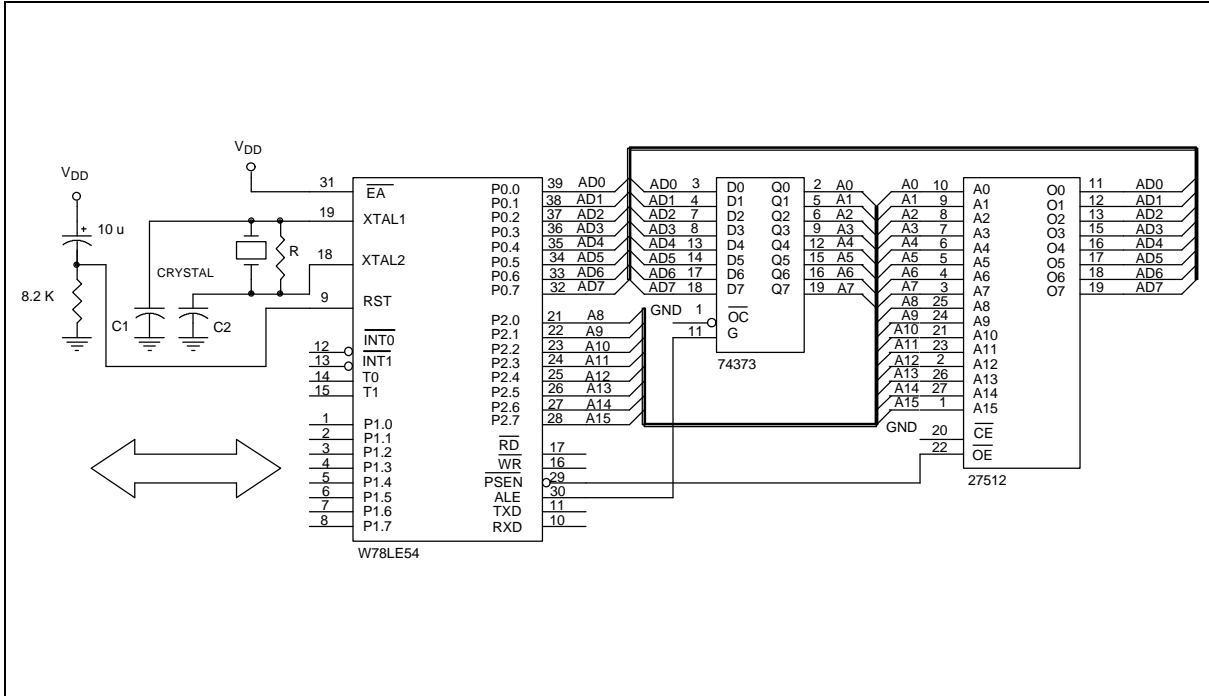 VDD
VDD
10 u
8.2 K
CRYSTAL
R
C1
C2
31
19
18
9
12
13
14
15
1
2
3
4
5
6
7
8
EA
XTAL1
XTAL2
RST
INT0
INT1
T0
T1
P1.0
P1.1
P1.2
P1.3
P1.4
P1.5
P1.6
P1.7
P0.0 39 AD0
P0.1 38 AD1
P0.2 37 AD2
P0.3 36 AD3
P0.4 35 AD4
P0.5 34 AD5
P0.6 33 AD6
P0.7 32 AD7
P2.0 21 A8
P2.1 22 A9
P2.2 23 A10
P2.3 24 A11
P2.4 25 A12
P2.5 26 A13
P2.6 27 A14
P2.7 28 A15
RD 17
WR 16
PSEN 29
ALE 30
TXD 11
RXD 10
W78LE54
AD0 3 D0 Q0 2 A0
AD1 4 D1 Q1 5 A1
AD2 7 D2 Q2 6 A2
AD3 8 D3 Q3 9 A3
AD4 13 D4 Q4 12 A4
AD5 14 D5 Q5 15 A5
AD6 17 D6 Q6 16 A6
AD7 18 D7 Q7 19 A7
GND 1 OC
11 G
74373
A0 10 A0 O0 11 AD0
A1 9 A1 O1 12 AD1
A2 8 A2 O2 13 AD2
A3 7 A3 O3 15 AD3
A4 6 A4 O4 16 AD4
A5 5 A5 O5 17 AD5
A6 4 A6 O6 18 AD6
A7 3 A7 O7 19 AD7
A8 25 A8
A9 24 A9
A10 21 A10
A11 23 A11
A12 2 A12
A13 26 A13
A14 27 A14
A15 1 A15
GND 20 CE
22 OE
27512